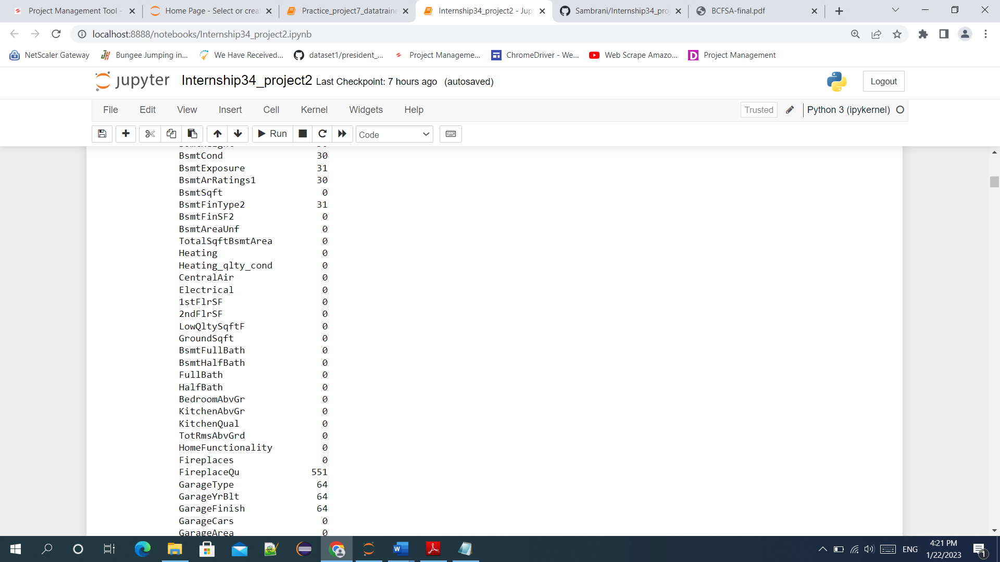 Project Management Tool -
Home Page - Select or crea
Practice_project7_datatraine
Internship34_project2 - Jup
Sambrani/Internship34_pro
BCFSA-final.pdf
localhost:8888/notebooks/Internship34_project2.ipynb
NetScaler Gateway
Bungee Jumping in...
We Have Received...
dataset1/president_...
Project Manageme...
ChromeDriver - We...
Web Scrape Amazo...
Project Management
jupyter Internship34_project2 Last Checkpoint: 7 hours ago (autosaved)
Logout
File Edit View Insert Cell Kernel Widgets Help
Trusted
Python 3 (ipykernel)
Run
Code
BsmtCond 30
BsmtExposure 31
BsmtArRatings1 30
BsmtSqft 0
BsmtFinType2 31
BsmtFinSF2 0
BsmtAreaUnf 0
TotalSqftBsmtArea 0
Heating 0
Heating_qlty_cond 0
CentralAir 0
Electrical 0
1stFlrSF 0
2ndFlrSF 0
LowQltySqftF 0
GroundSqft 0
BsmtFullBath 0
BsmtHalfBath 0
FullBath 0
HalfBath 0
BedroomAbvGr 0
KitchenAbvGr 0
KitchenQual 0
TotRmsAbvGrd 0
HomeFunctionality 0
Fireplaces 0
FireplaceQu 551
GarageType 64
GarageYrBlt 64
GarageFinish 64
GarageCars 0
GarageArea 0
ENG
4:21 PM
1/22/2023
1